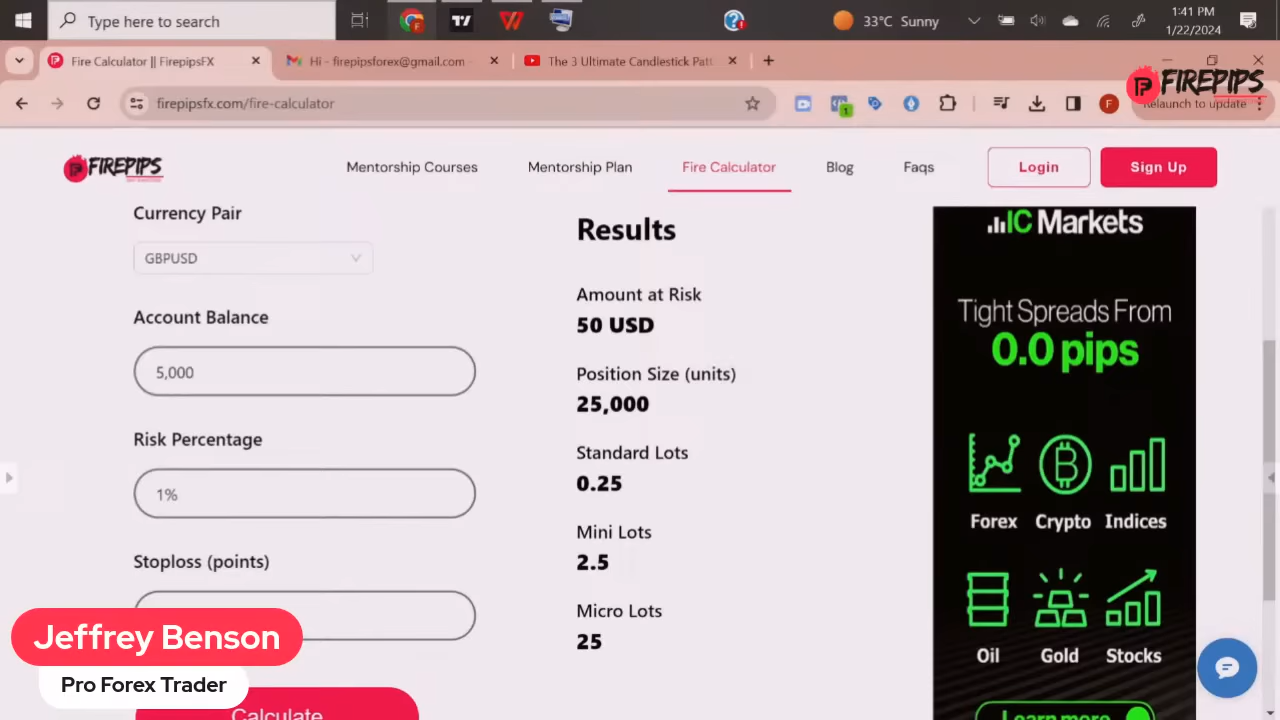 Type here to search
33°C Sunny
1:41 PM
1/22/2024
Fire Calculator || FirepipsFX
Hi - firepipsforex@gmail.com -
The 3 Ultimate Candlestick Patt
FIREPIPS
firepipsfx.com/fire-calculator
1
F
Relaunch to update
FIREPIPS
Mentorship Courses
Mentorship Plan
Fire Calculator
Blog
Faqs
Login
Sign Up
Currency Pair
GBPUSD
Account Balance
5,000
Risk Percentage
1%
Stoploss (points)
Calculate
Results
Amount at Risk
50 USD
Position Size (units)
25,000
Standard Lots
0.25
Mini Lots
2.5
Micro Lots
25
IC Markets
Tight Spreads From
0.0 pips
Forex Crypto Indices
Oil Gold Stocks
Learn more
Jeffrey Benson
Pro Forex Trader